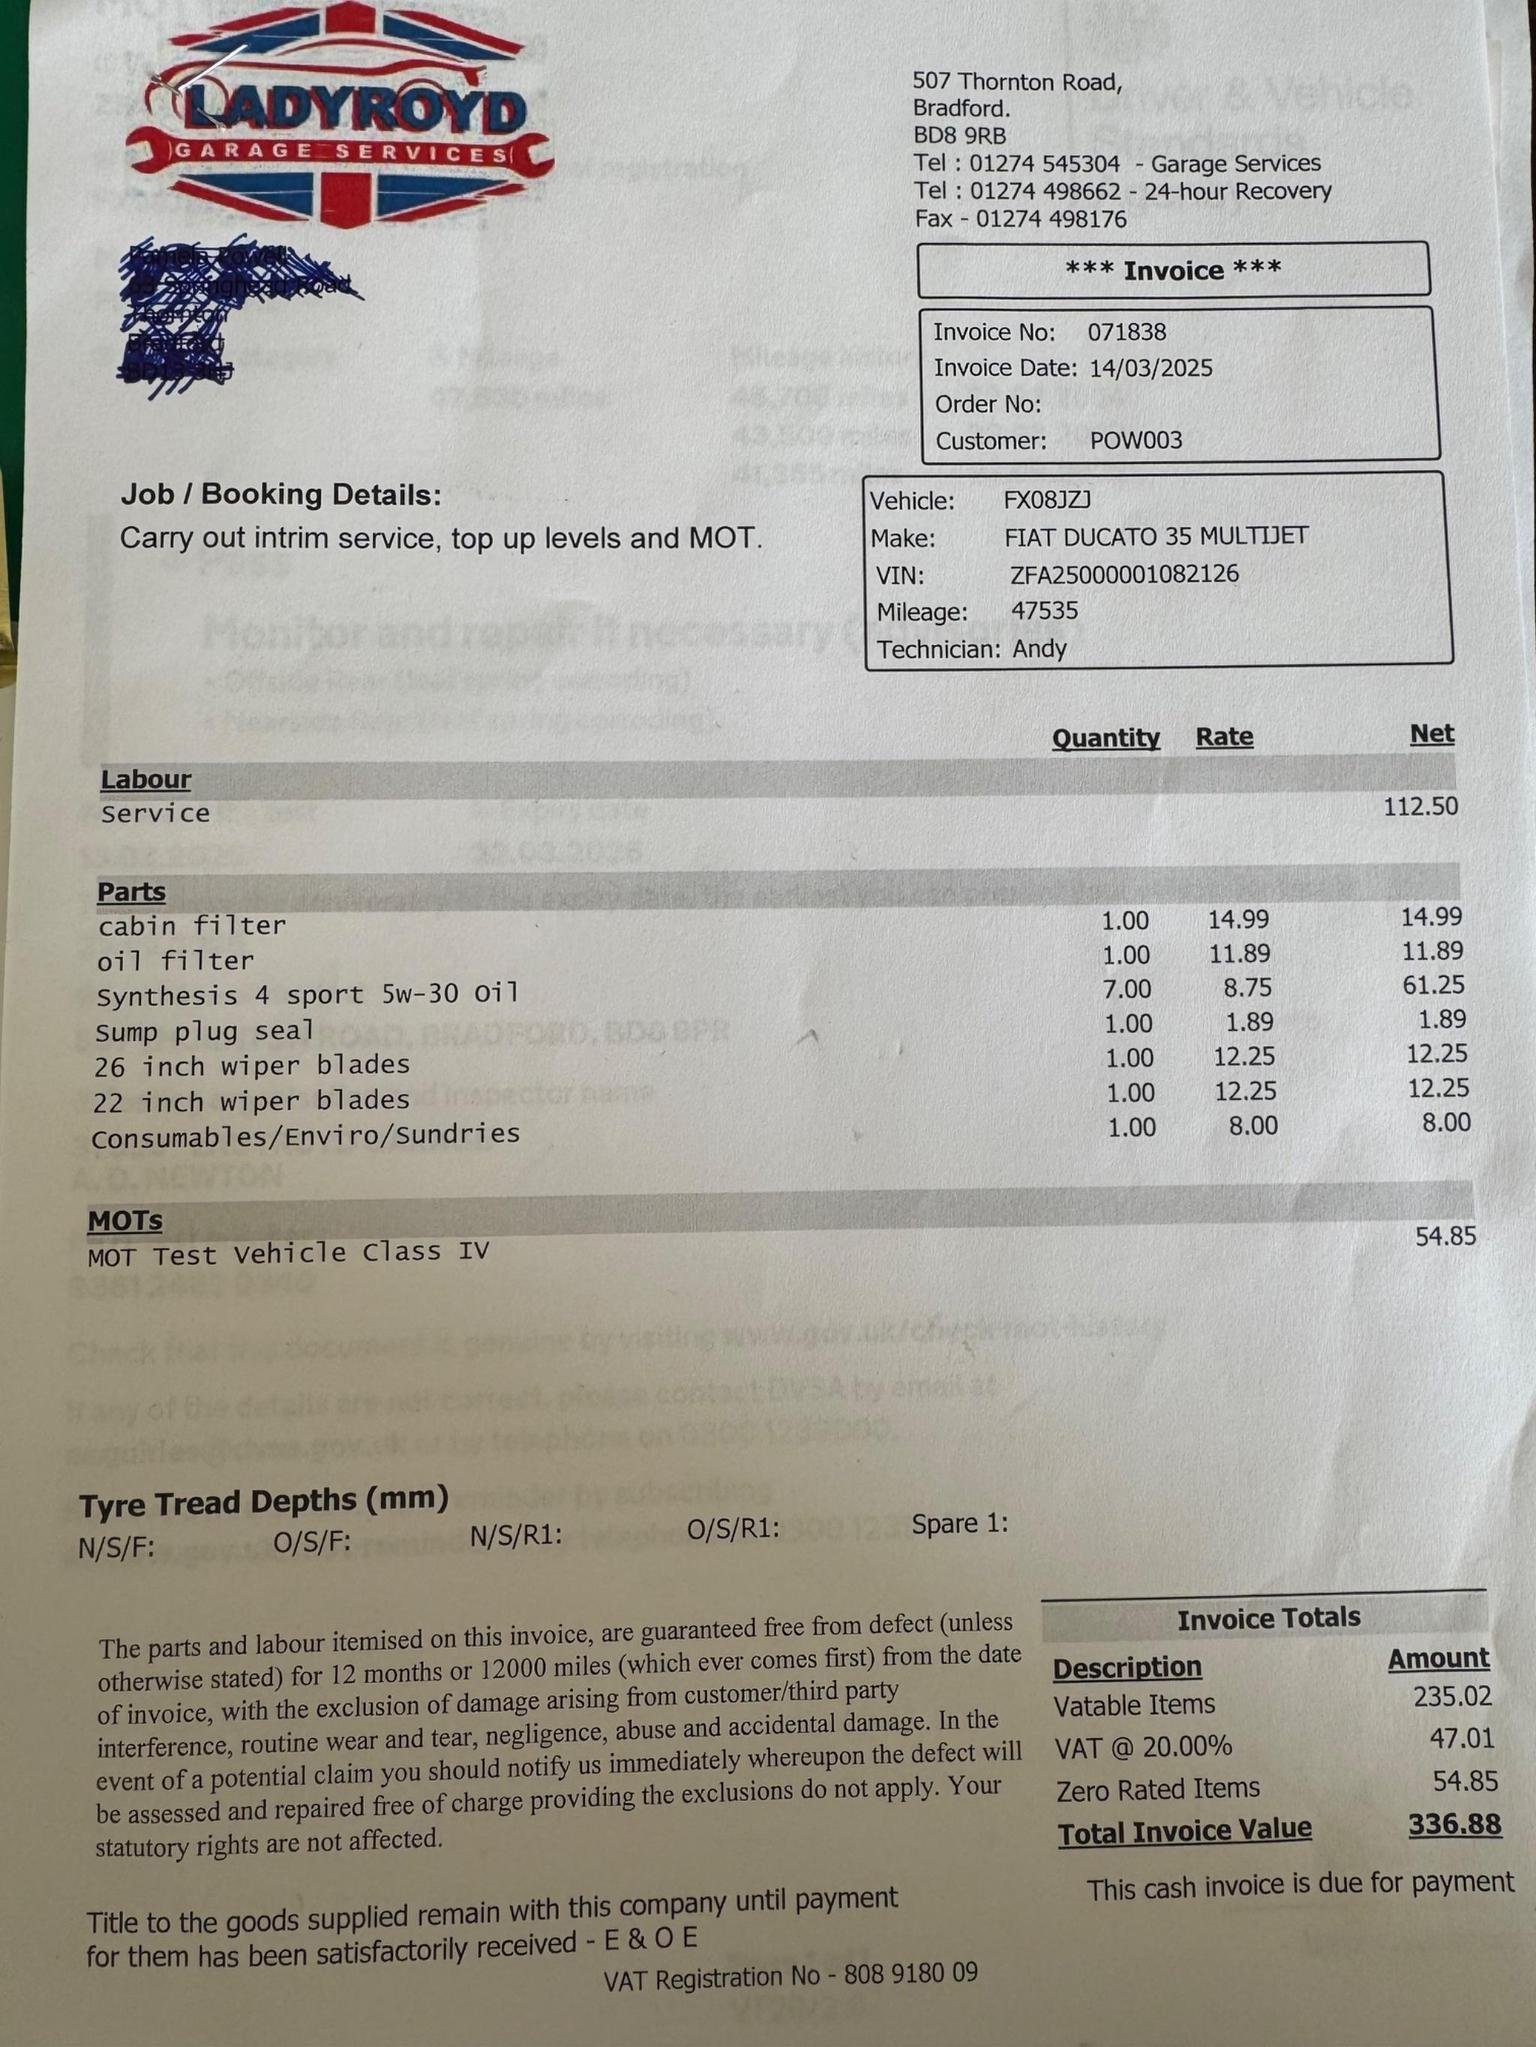 LADYROYD
GARAGE SERVICES
507 Thornton Road,
Bradford.
BD8 9RB
Tel : 01274 545304 - Garage Services
Tel : 01274 498662 - 24-hour Recovery
Fax - 01274 498176
*** Invoice ***
Invoice No: 071838
Invoice Date: 14/03/2025
Order No:
Customer: POW003
Job / Booking Details:
Carry out intrim service, top up levels and MOT.
Vehicle: FX08JZJ
Make: FIAT DUCATO 35 MULTIJET
VIN: ZFA25000001082126
Mileage: 47535
Technician: Andy
Quantity Rate Net
Labour
Service 112.50
Parts
cabin filter 1.00 14.99 14.99
oil filter 1.00 11.89 11.89
Synthesis 4 sport 5w-30 Oil 7.00 8.75 61.25
Sump plug seal 1.00 1.89 1.89
26 inch wiper blades 1.00 12.25 12.25
22 inch wiper blades 1.00 12.25 12.25
Consumables/Enviro/Sundries 1.00 8.00 8.00
MOTs
MOT Test Vehicle Class IV 54.85
Tyre Tread Depths (mm)
N/S/F: O/S/F: N/S/R1: O/S/R1: Spare 1:
The parts and labour itemised on this invoice, are guaranteed free from defect (unless
otherwise stated) for 12 months or 12000 miles (which ever comes first) from the date
of invoice, with the exclusion of damage arising from customer/third party
interference, routine wear and tear, negligence, abuse and accidental damage. In the
event of a potential claim you should notify us immediately whereupon the defect will
be assessed and repaired free of charge providing the exclusions do not apply. Your
statutory rights are not affected.
Invoice Totals
Description Amount
Vatable Items 235.02
VAT @ 20.00% 47.01
Zero Rated Items 54.85
Total Invoice Value 336.88
This cash invoice is due for payment
Title to the goods supplied remain with this company until payment
for them has been satisfactorily received - E & O E
VAT Registration No - 808 9180 09